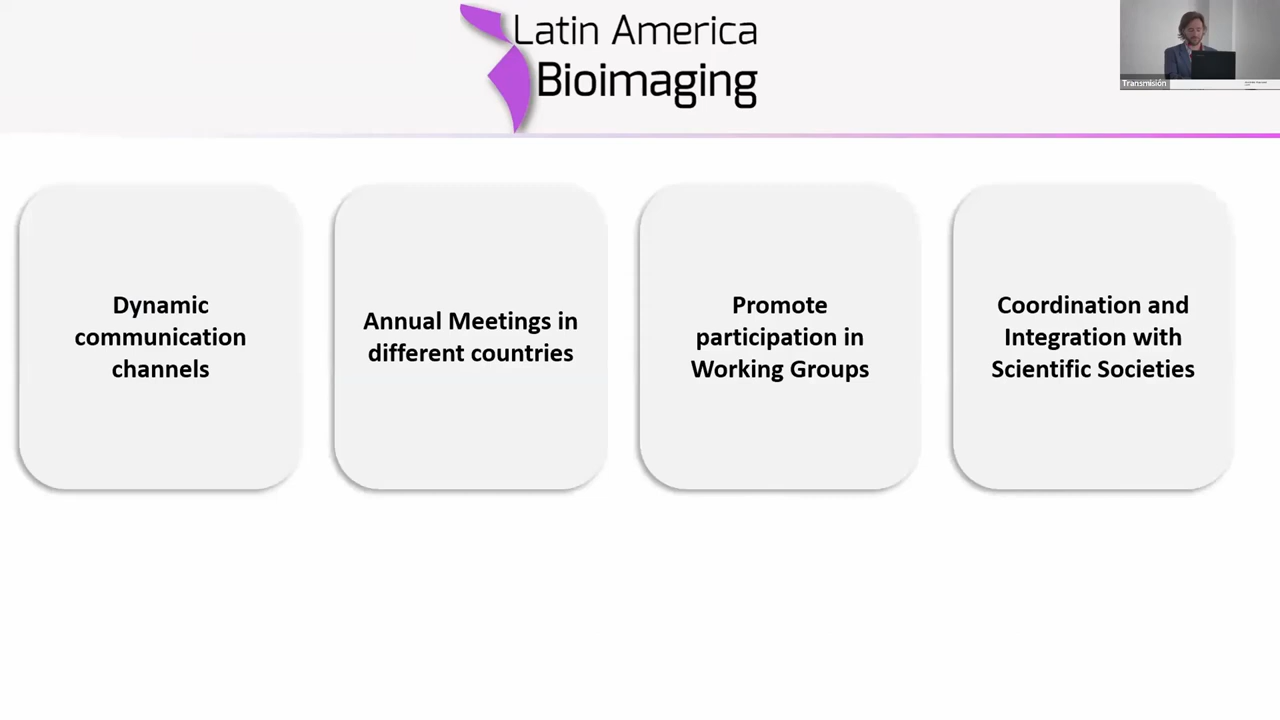 Latin America
Bioimaging
Transmisión
Dynamic
communication
channels
Annual Meetings in
different countries
Promote
participation in
Working Groups
Coordination and
Integration with
Scientific Societies